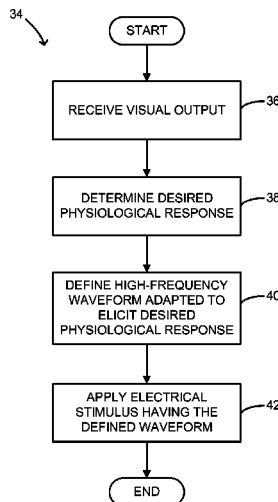 34
START
RECEIVE VISUAL OUTPUT
36
DETERMINE DESIRED
PHYSIOLOGICAL RESPONSE
38
DEFINE HIGH-FREQUENCY
WAVEFORM ADAPTED TO
ELICIT DESIRED
PHYSIOLOGICAL RESPONSE
40
APPLY ELECTRICAL
STIMULUS HAVING THE
DEFINED WAVEFORM
42
END